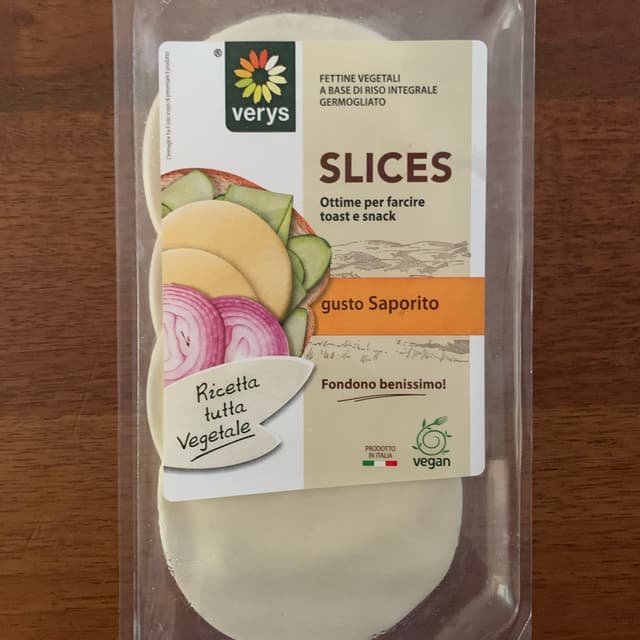 ®
verys
FETTINE VEGETALI
A BASE DI RISO INTEGRALE
GERMOGLIATO
SLICES
Ottime per farcire
toast e snack
gusto Saporito
Fondono benissimo!
Ricetta
tutta
Vegetale
PRODOTTO
IN ITALIA
vegan